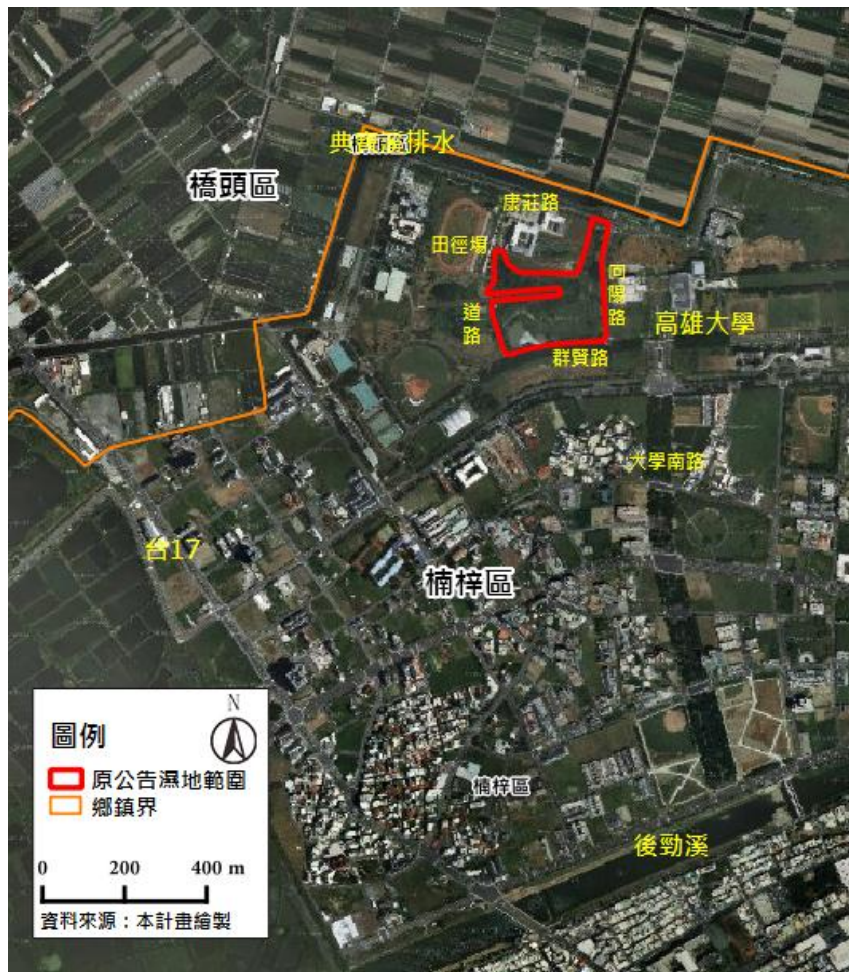 典寶溪排水
橋頭區
康莊路
田徑場
向陽路
道路
高雄大學
群賢路
大學南路
台17
楠梓區
楠梓區
後勁溪
N
圖例
原公告濕地範圍
鄉鎮界
0 200 400 m
資料來源：本計畫繪製